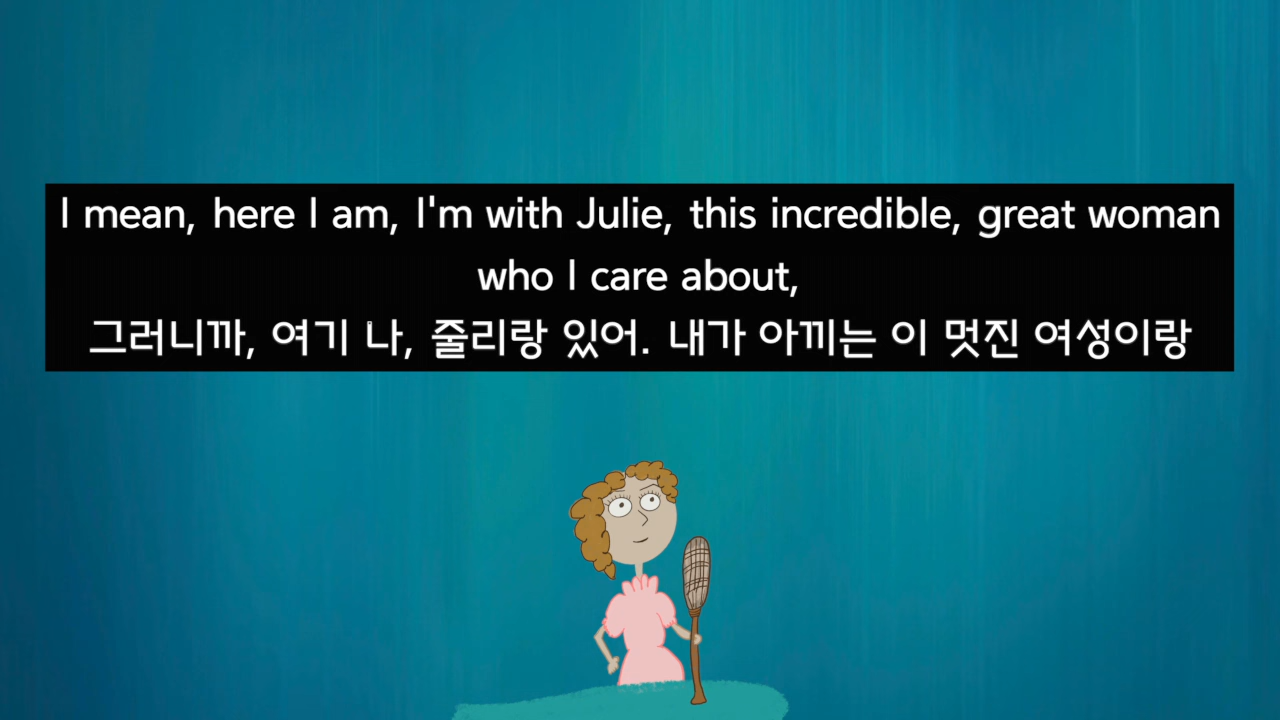 I mean, here I am, I'm with Julie, this incredible, great woman
who I care about,
그러니까, 여기 나, 줄리랑 있어. 내가 아끼는 이 멋진 여성이랑